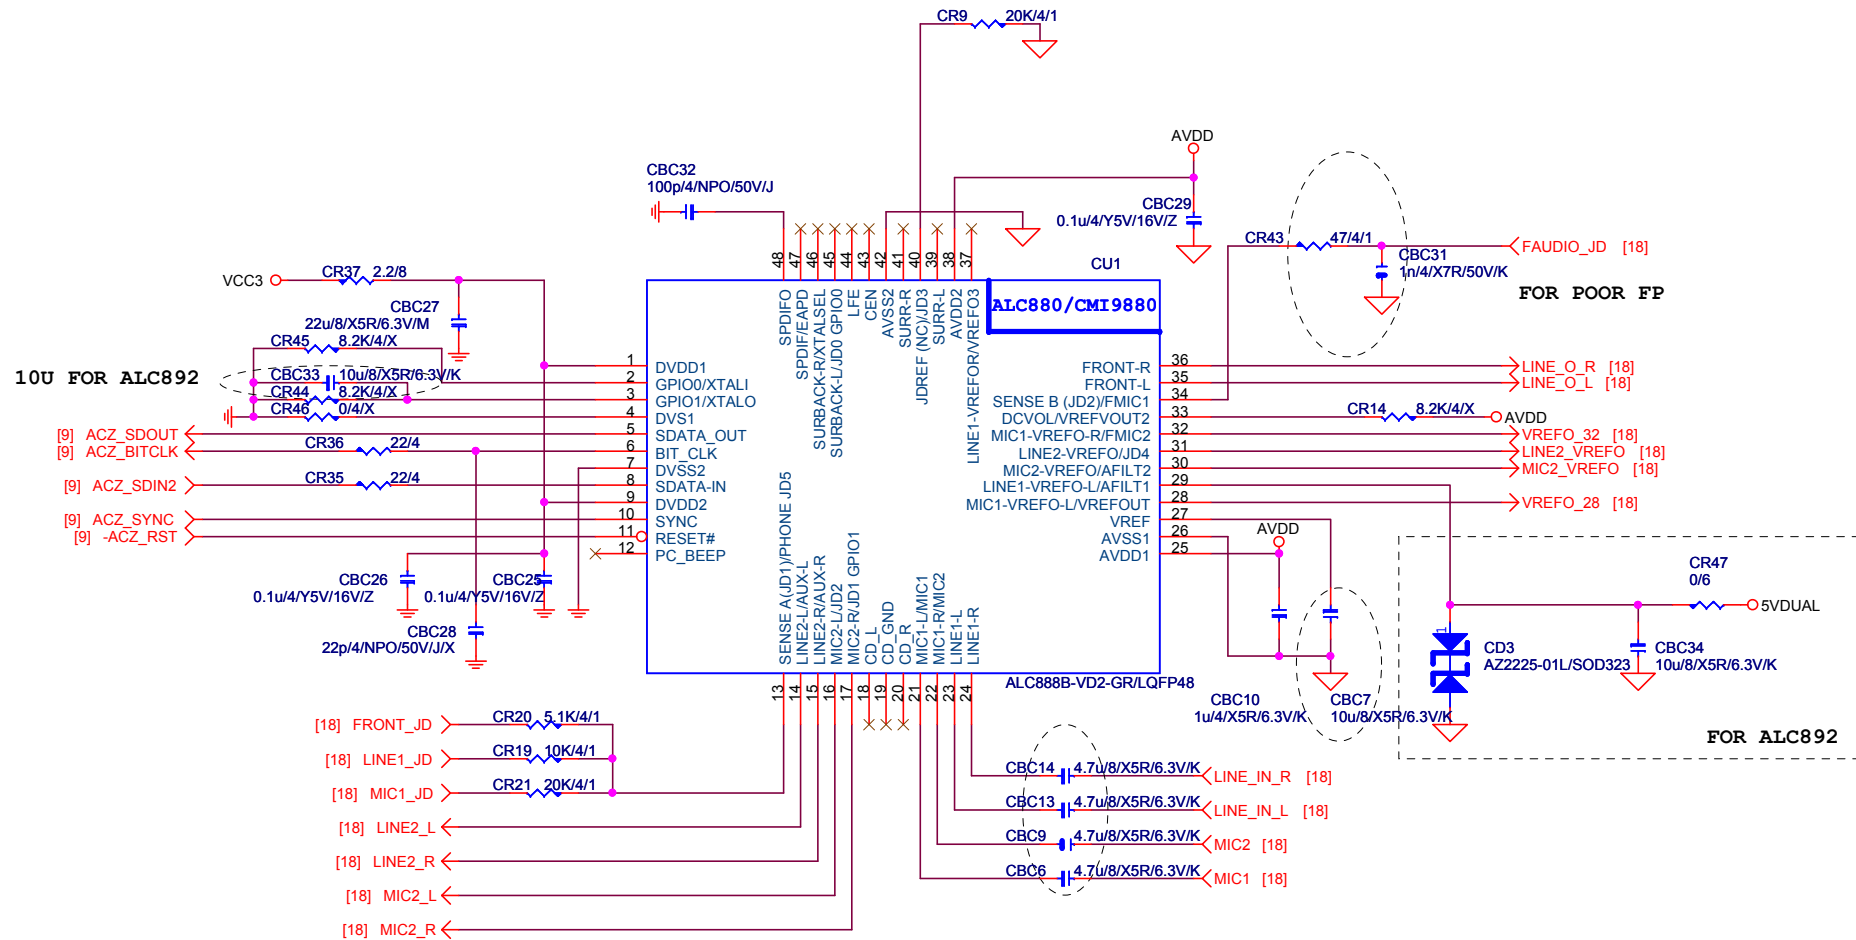 CR9 20K/4/1
AVDD
CBC32
100p/4/NPO/50V/J
CBC29
0.1u/4/Y5V/16V/Z
CR43 47/4/1
FAUDIO_JD [18]
CBC31
1n/4/X7R/50V/K
FOR POOR FP
VCC3
CR37 2.2/8
CBC27
22u/8/X5R/6.3V/M
CR45 8.2K/4/X
10U FOR ALC892
CBC33 10u/8/X5R/6.3V/K
CR44 8.2K/4/X
CR46 0/4/X
[9] ACZ_SDOUT
[9] ACZ_BITCLK
CR36 22/4
[9] ACZ_SDIN2
CR35 22/4
[9] ACZ_SYNC
[9] -ACZ_RST
CBC26
0.1u/4/Y5V/16V/Z
CBC25
0.1u/4/Y5V/16V/Z
CBC28
22p/4/NPO/50V/J/X
CU1
ALC880/CMI9880
48 SPDIFO
47 SPDIF/EAPD
46 SURBACK-R/XTALSEL
45 SURBACK-L/JD0 GPIO0
44 LFE
43 CEN
42 AVSS2
41 SURR-R
40 JDREF (NC)/JD3
39 SURR-L
38 AVDD2
37 LINE1-VREFOR/VREFO3
1 DVDD1
2 GPIO0/XTALI
3 GPIO1/XTALO
4 DVS1
5 SDATA_OUT
6 BIT_CLK
7 DVSS2
8 SDATA-IN
9 DVDD2
10 SYNC
11 RESET#
12 PC_BEEP
FRONT-R 36
FRONT-L 35
SENSE B (JD2)/FMIC1 34
DCVOL/VREFVOUT2 33
MIC1-VREFO-R/FMIC2 32
LINE2-VREFO/JD4 31
MIC2-VREFO/AFILT2 30
LINE1-VREFO-L/AFILT1 29
MIC1-VREFO-L/VREFOUT 28
VREF 27
AVSS1 26
AVDD1 25
13 SENSE A(JD1)/PHONE JD5
14 LINE2-L/AUX-L
15 LINE2-R/AUX-R
16 MIC2-L/JD2
17 MIC2-R/JD1 GPIO1
18 CD_L
19 CD_GND
20 CD_R
21 MIC1-L/MIC1
22 MIC1-R/MIC2
23 LINE1-L
24 LINE1-R
ALC888B-VD2-GR/LQFP48
LINE_O_R [18]
LINE_O_L [18]
CR14 8.2K/4/X
AVDD
VREFO_32 [18]
LINE2_VREFO [18]
MIC2_VREFO [18]
VREFO_28 [18]
AVDD
CBC10
1u/4/X5R/6.3V/K
CBC7
10u/8/X5R/6.3V/K
CR47
0/6
5VDUAL
1
CD3
AZ2225-01L/SOD323
CBC34
10u/8/X5R/6.3V/K
FOR ALC892
[18] FRONT_JD
CR20 5.1K/4/1
[18] LINE1_JD
CR19 10K/4/1
[18] MIC1_JD
CR21 20K/4/1
[18] LINE2_L
[18] LINE2_R
[18] MIC2_L
[18] MIC2_R
CBC14 4.7u/8/X5R/6.3V/K LINE_IN_R [18]
CBC13 4.7u/8/X5R/6.3V/K LINE_IN_L [18]
CBC9 4.7u/8/X5R/6.3V/K MIC2 [18]
CBC6 4.7u/8/X5R/6.3V/K MIC1 [18]